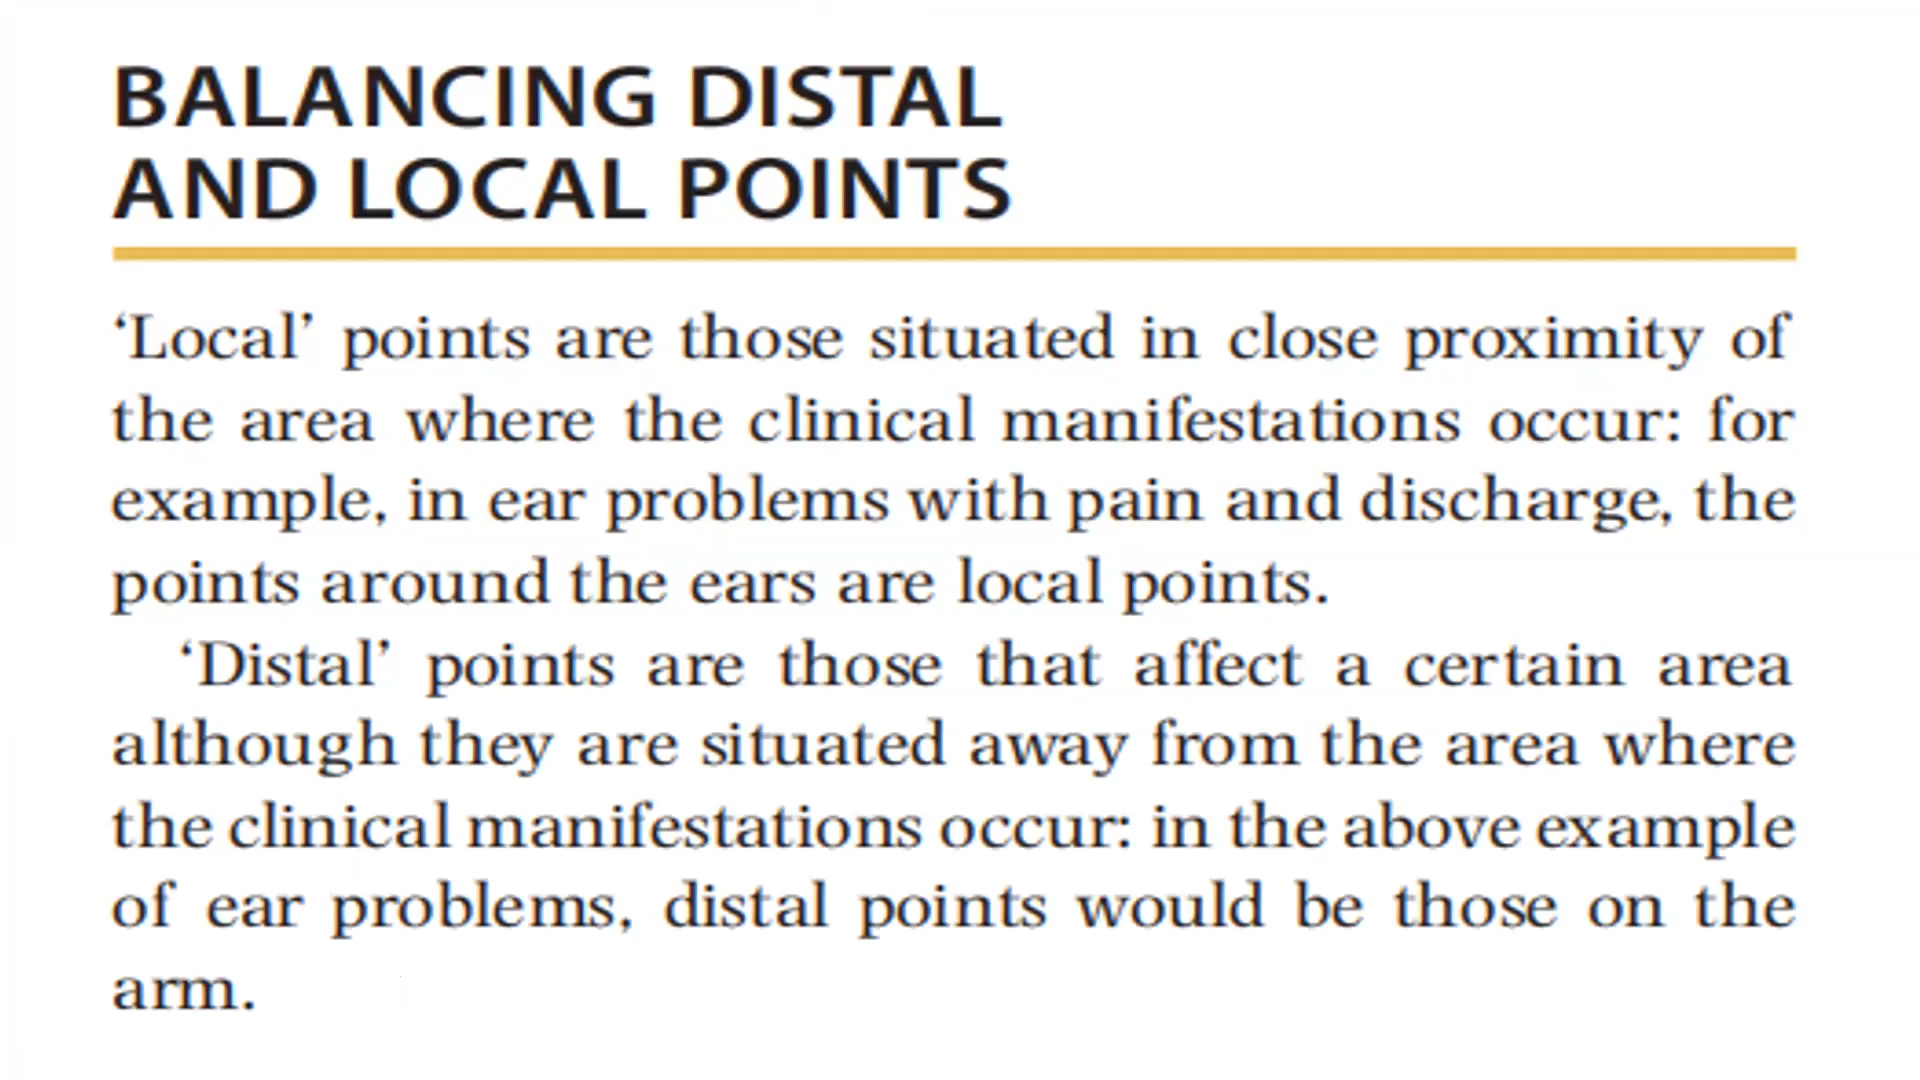 BALANCING DISTAL
AND LOCAL POINTS
‘Local’ points are those situated in close proximity of
the area where the clinical manifestations occur: for
example, in ear problems with pain and discharge, the
points around the ears are local points.
‘Distal’ points are those that affect a certain area
although they are situated away from the area where
the clinical manifestations occur: in the above example
of ear problems, distal points would be those on the
arm.